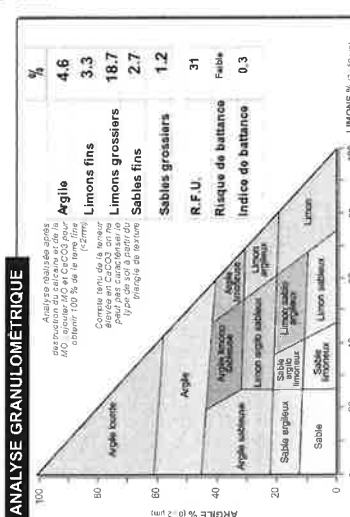 ANALYSE GRANULOMÉTRIQUE
%
Analyse réalisée après
destruction du calcaire et de la
MO : ajouter MO et CaCO3 pour
obtenir 100 % de la terre fine
(<2mm)
Compte tenu de la teneur
élevée en CaCO3 on ne
peut pas caractériser le
type de sol à partir du
triangle de texture
Argile 4.6
Limons fins 3.3
Limons grossiers 18.7
Sables fins 2.7
Sables grossiers 1.2
R.F.U. 31
Risque de battance Faible
Indice de battance 0,3
ARGILE % (0 - 2 µm)
100
80
60
40
20
0
Argile lourde
Argile
Argile sableuse
Argile limono sableuse
Argile limoneuse
Limon argilo sableux
Limon argileux
Sable argileux
Sable argilo limoneux
Limon sablo argileux
Sable
Sable limoneux
Limon sableux
Limon
LIMONS %